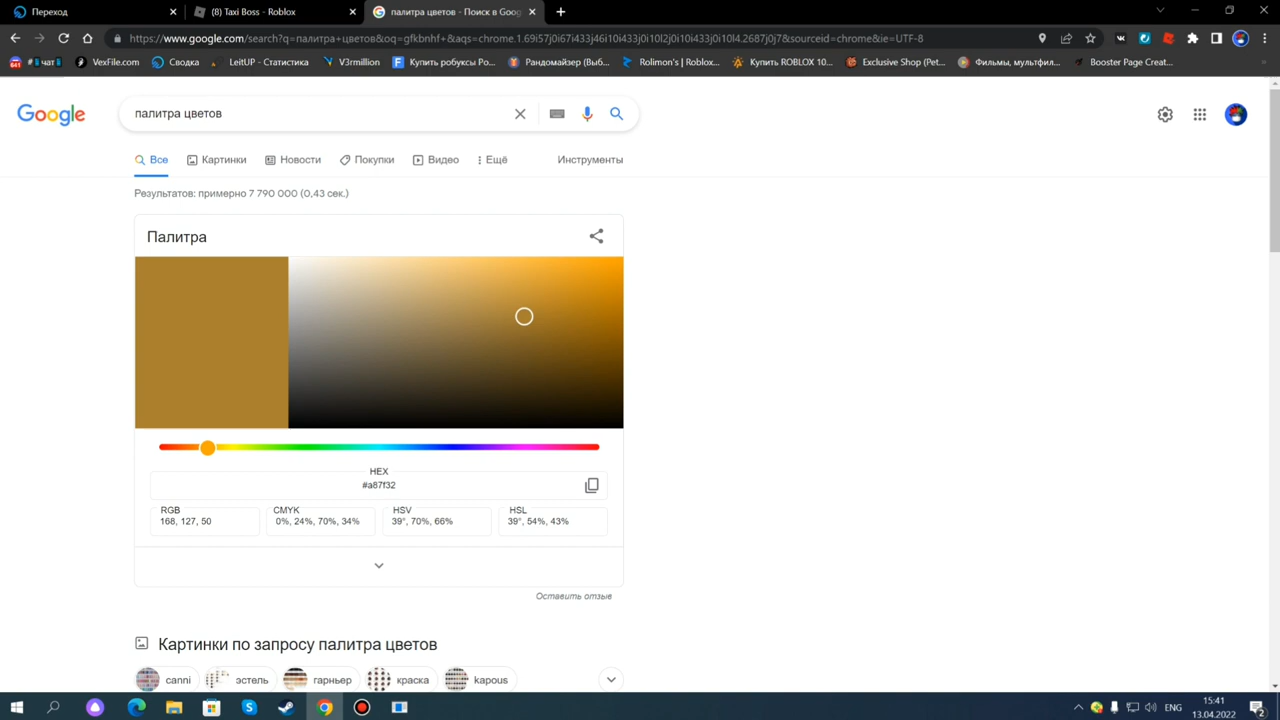 Переход
(8) Taxi Boss - Roblox
палитра цветов - Поиск в Goog
https://www.google.com/search?q=палитра+цветов&oq=gfkbnhf+&aqs=chrome.1.69i57j0i67i433i46i10i433j0i10l2j0i10i433j0i10l4.2687j0j7&sourceid=chrome&ie=UTF-8
VexFile.com
Сводка
LeitUP - Статистика
V3rmillion
Купить робуксы Ро...
Рандомайзер (Выб...
Rolimon's | Roblox...
Купить ROBLOX 10...
Exclusive Shop (Pet...
Фильмы, мультфил...
Booster Page Creat...
Google
палитра цветов
Все
Картинки
Новости
Покупки
Видео
Ещё
Инструменты
Результатов: примерно 7 790 000 (0,43 сек.)
Палитра
HEX
#a87f32
RGB
168, 127, 50
CMYK
0%, 24%, 70%, 34%
HSV
39°, 70%, 66%
HSL
39°, 54%, 43%
Оставить отзыв
Картинки по запросу палитра цветов
canni
эстель
гарньер
краска
kapous
ENG
15:41
13.04.2022
2